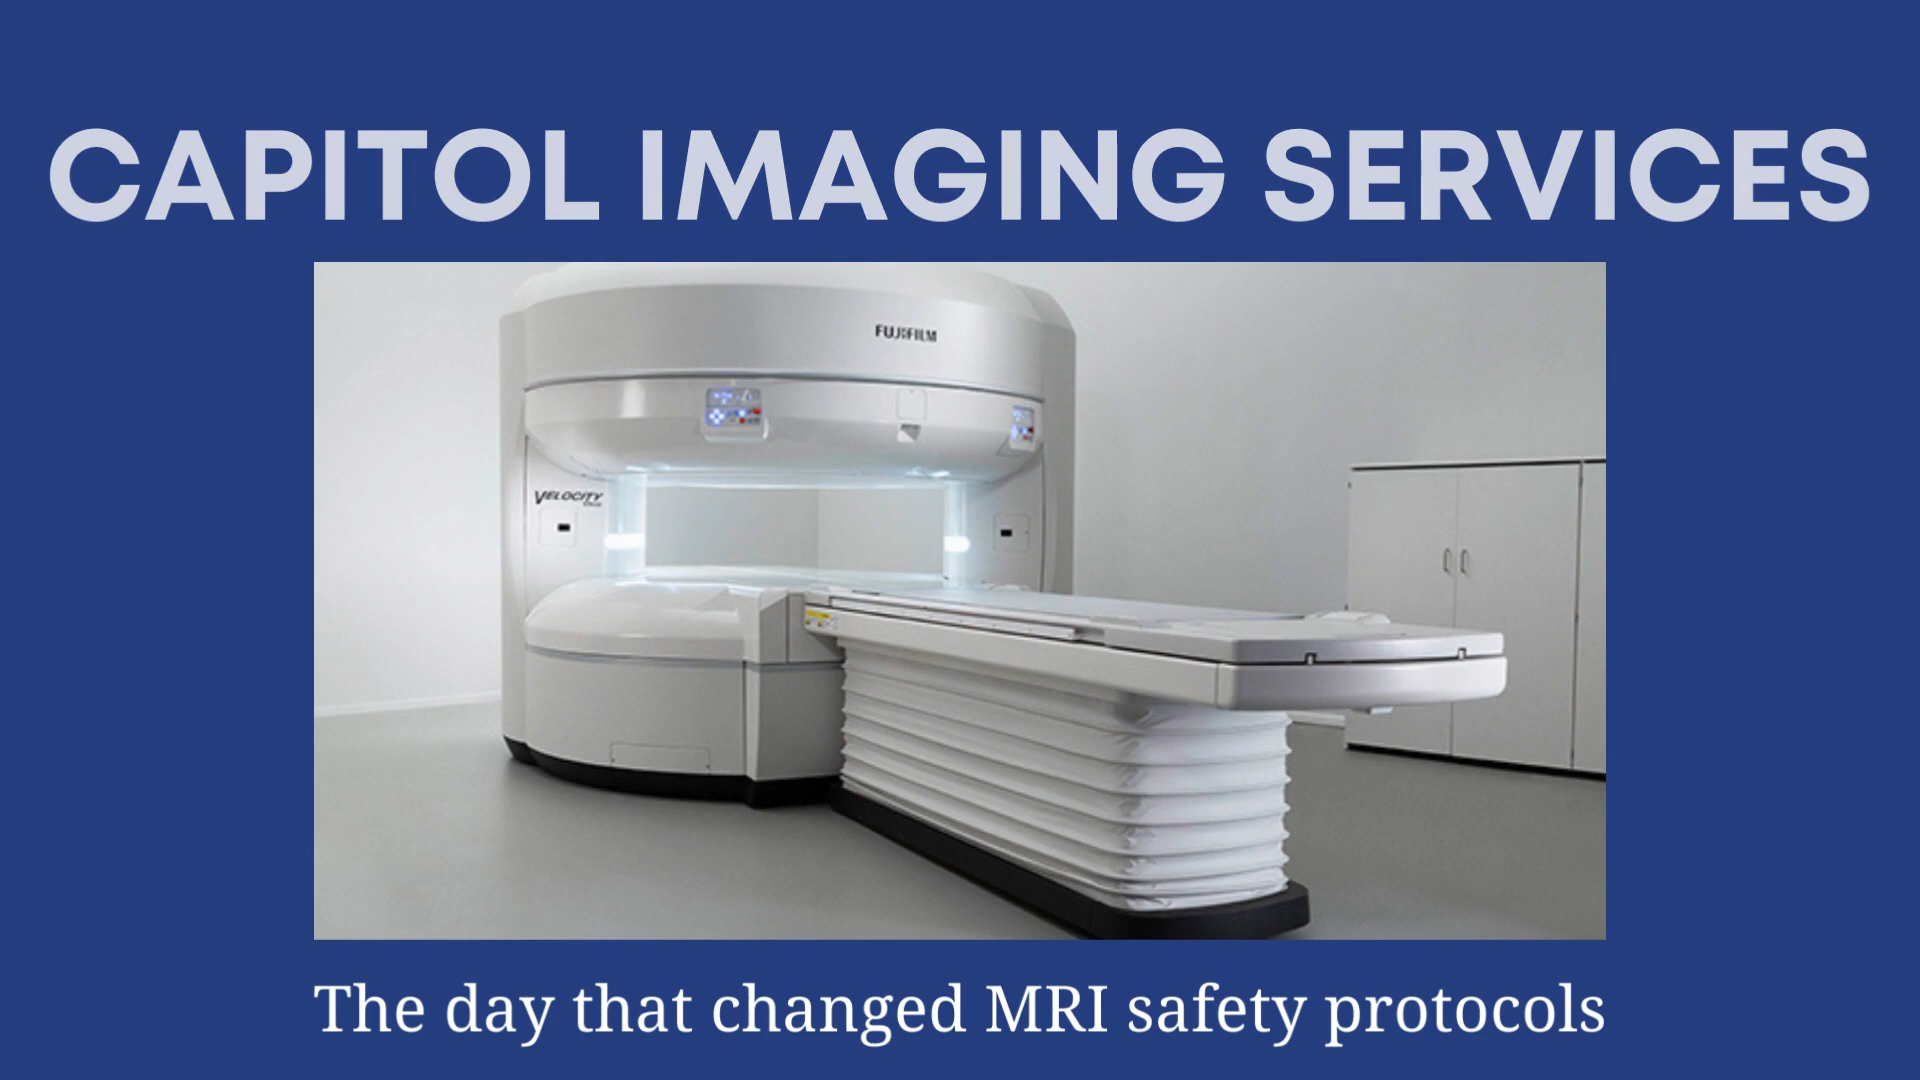 CAPITOL IMAGING SERVICES
FUJIFILM
VELOCITY
The day that changed MRI safety protocols